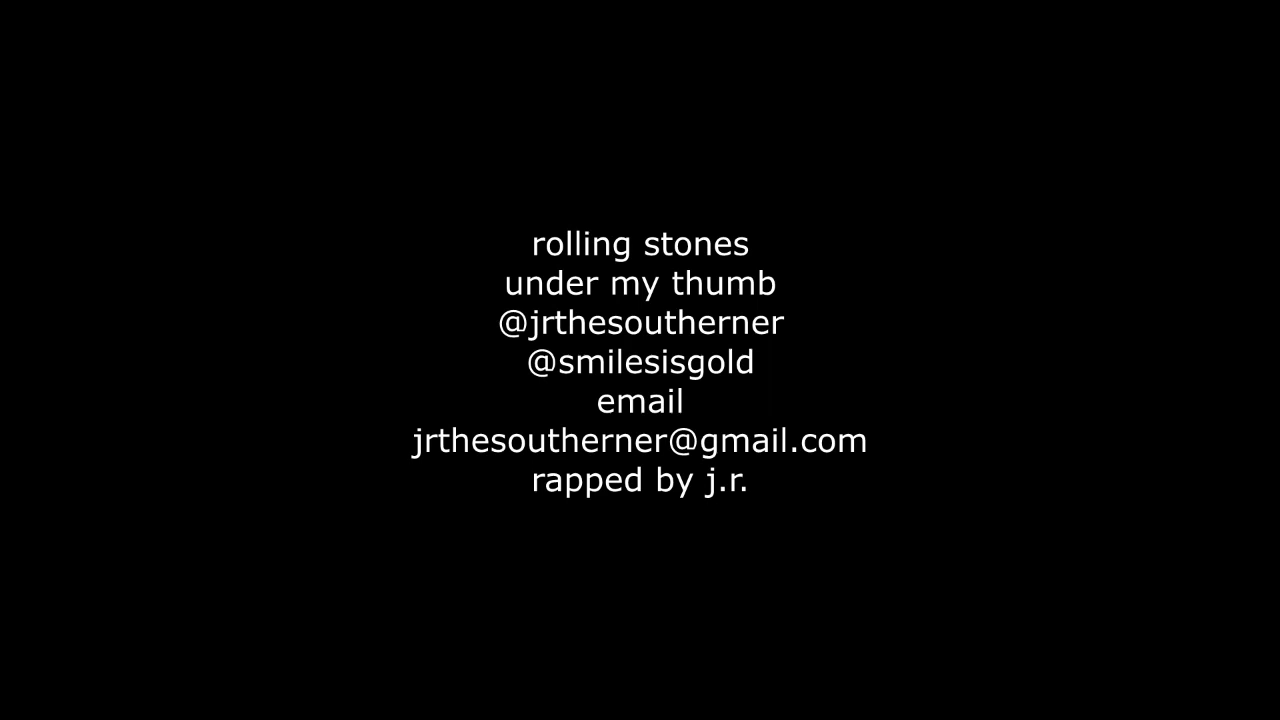 rolling stones
under my thumb
@jrthesoutherner
@smilesisgold
email
jrthesoutherner@gmail.com
rapped by j.r.